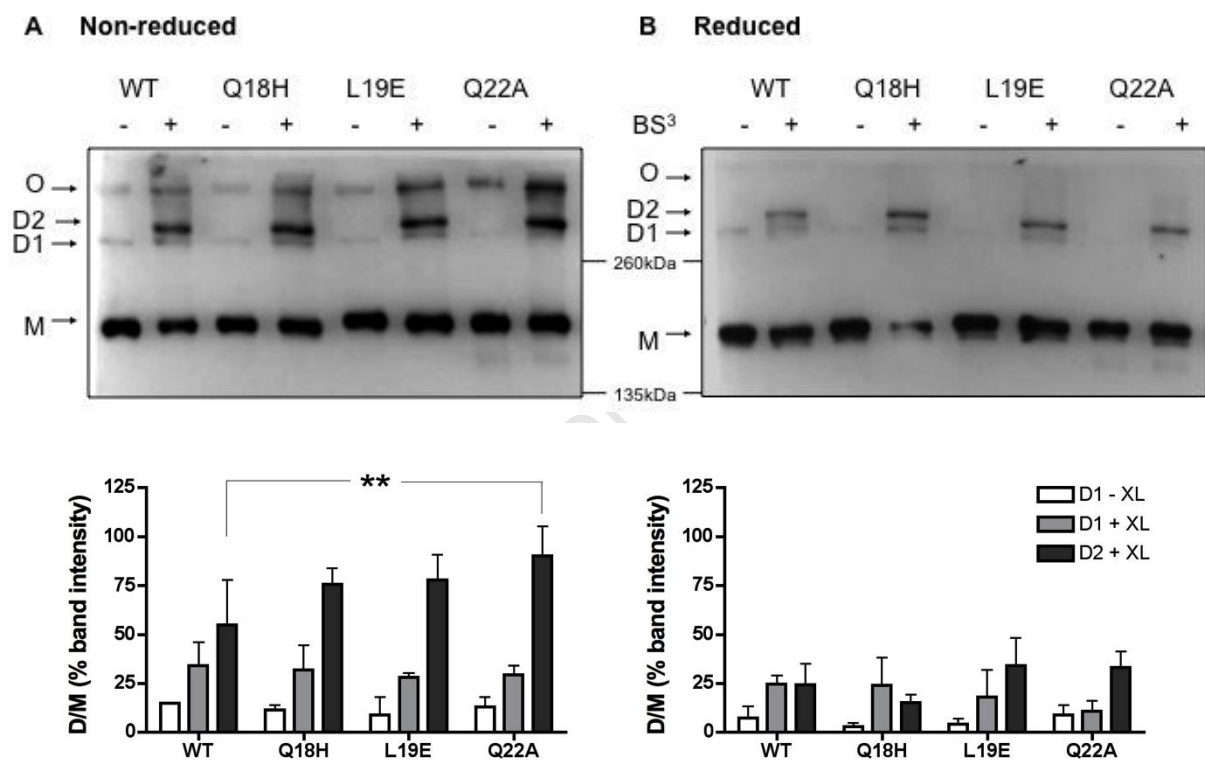 A Non-reduced
WT Q18H L19E Q22A
- + - + - + - +
O
D2
D1
M
B Reduced
WT Q18H L19E Q22A
BS³ - + - + - + - +
O
D2
D1
260kDa
M
135kDa
**
D/M (% band intensity)
125
100
75
50
25
0
WT Q18H L19E Q22A
D/M (% band intensity)
125
100
75
50
25
0
WT Q18H L19E Q22A
D1 - XL
D1 + XL
D2 + XL